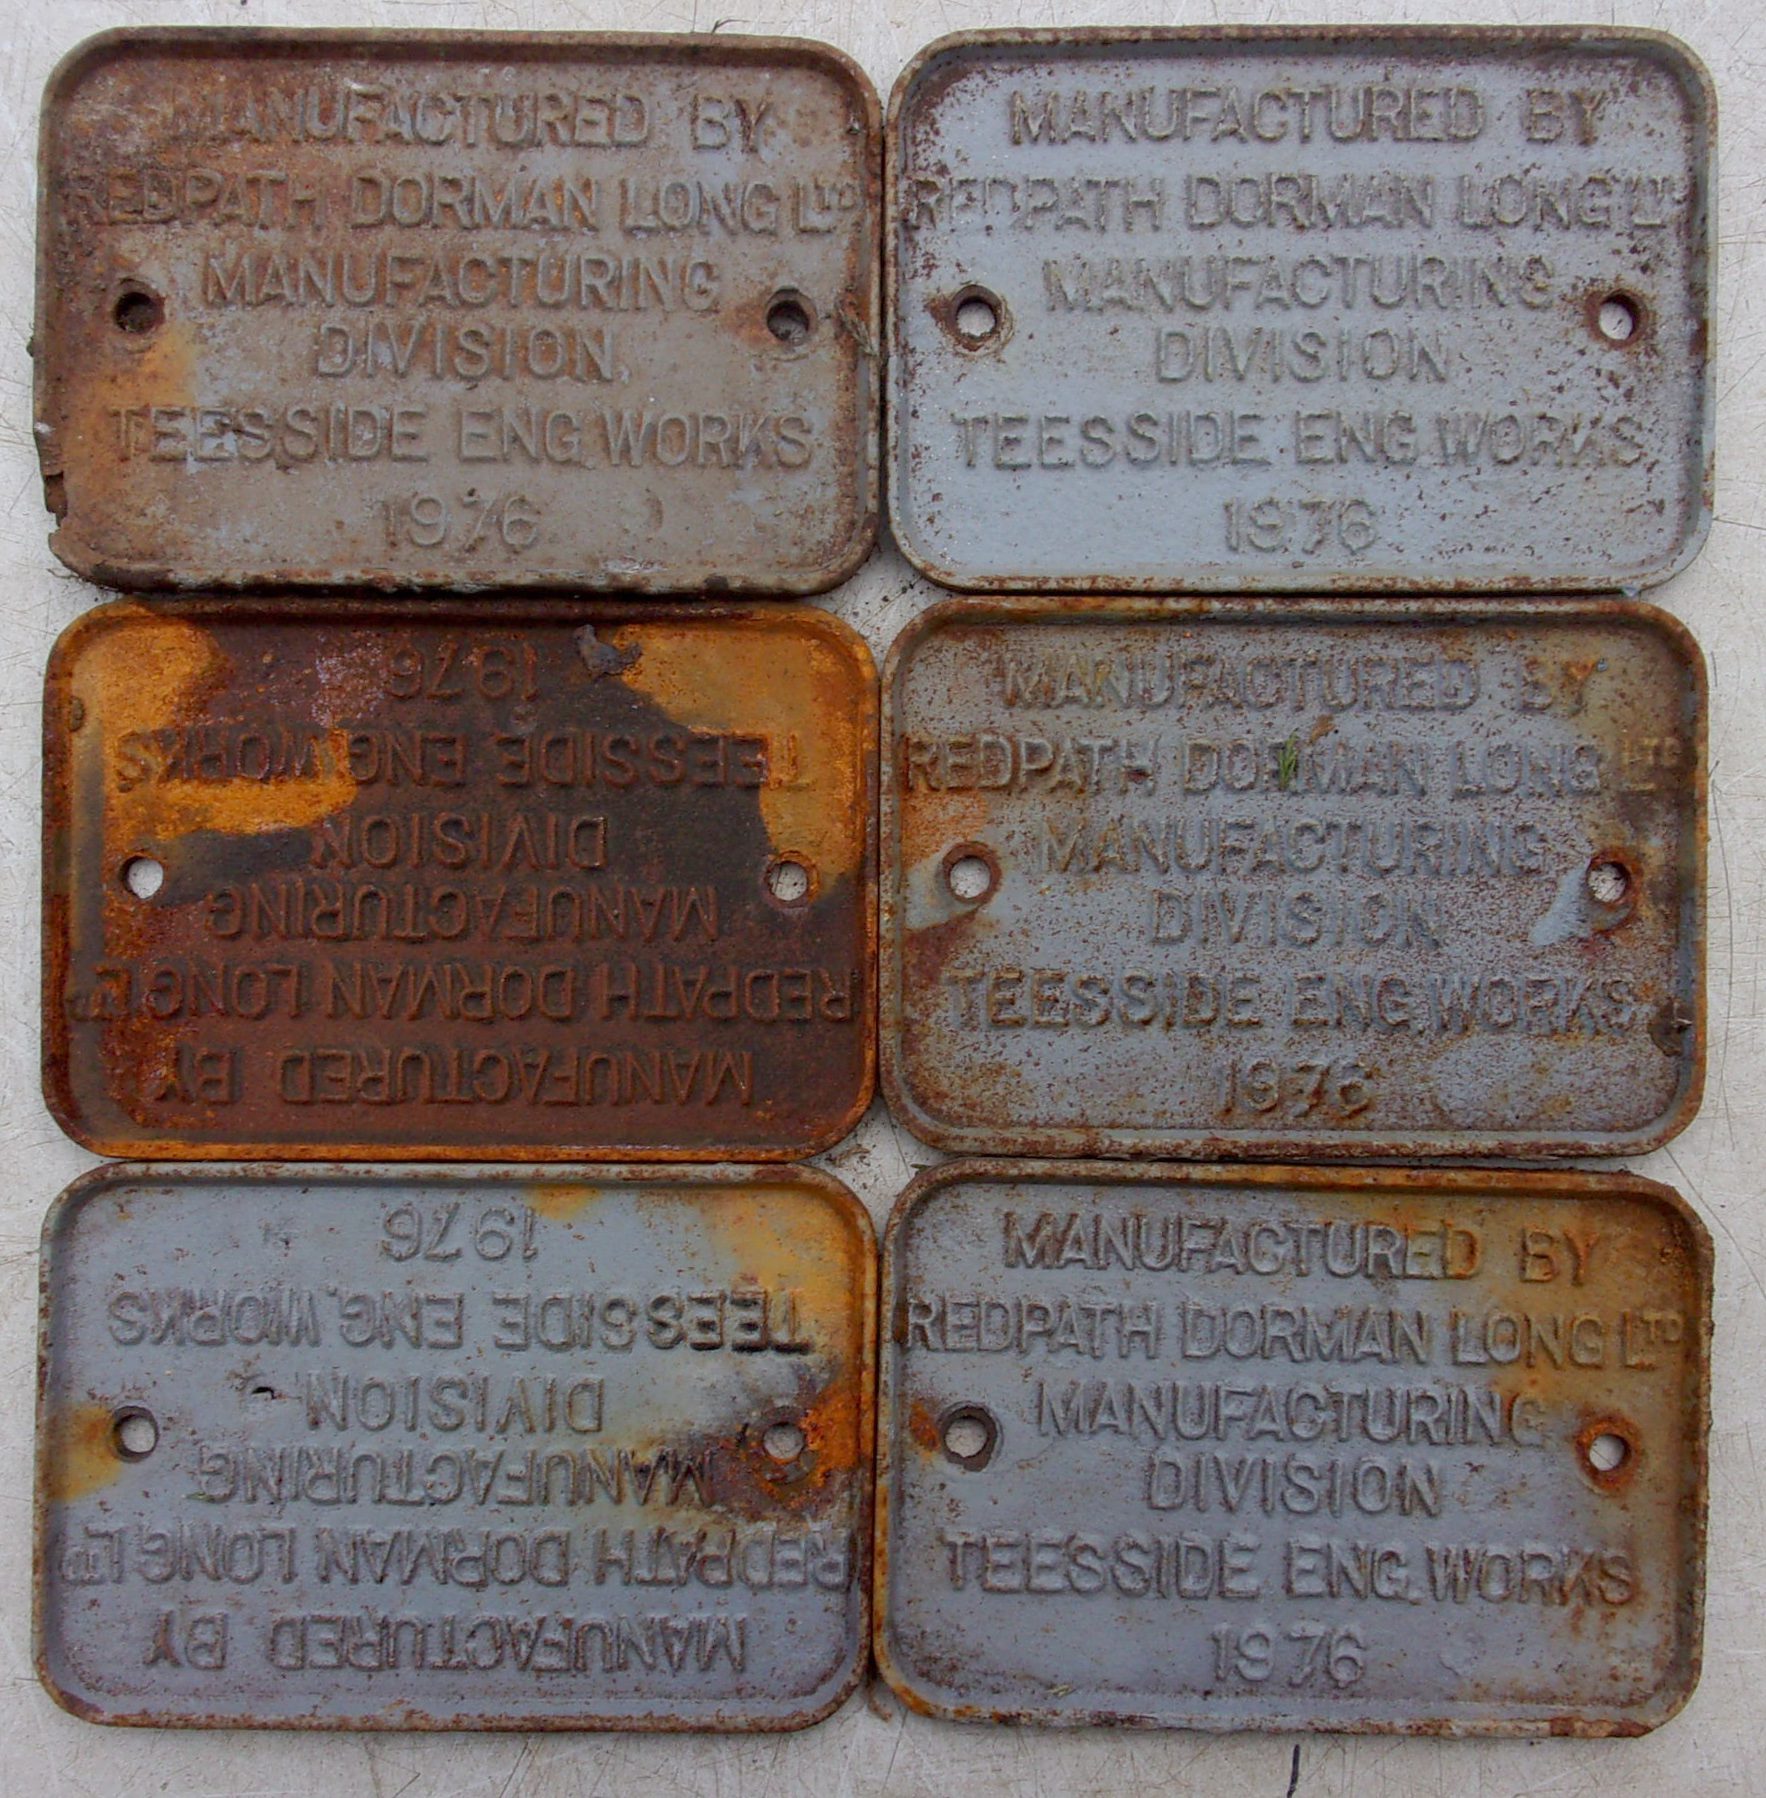 MANUFACTURED BY
REDPATH DORMAN LONG LTD
MANUFACTURING
DIVISION
TEESSIDE ENG WORKS
1976
MANUFACTURED BY
REDPATH DORMAN LONG LTD
MANUFACTURING
DIVISION
TEESSIDE ENG. WORKS
1976
MANUFACTURED BY
REDPATH DORMAN LONG LTD
MANUFACTURING
DIVISION
TEESSIDE ENG. WORKS
1976
MANUFACTURED BY
REDPATH DORMAN LONG LTD
MANUFACTURING
DIVISION
TEESSIDE ENG. WORKS
1976
MANUFACTURED BY
REDPATH DORMAN LONG LTD
MANUFACTURING
DIVISION
TEESSIDE ENG. WORKS
1976
MANUFACTURED BY
REDPATH DORMAN LONG LTD
MANUFACTURING
DIVISION
TEESSIDE ENG. WORKS
1976